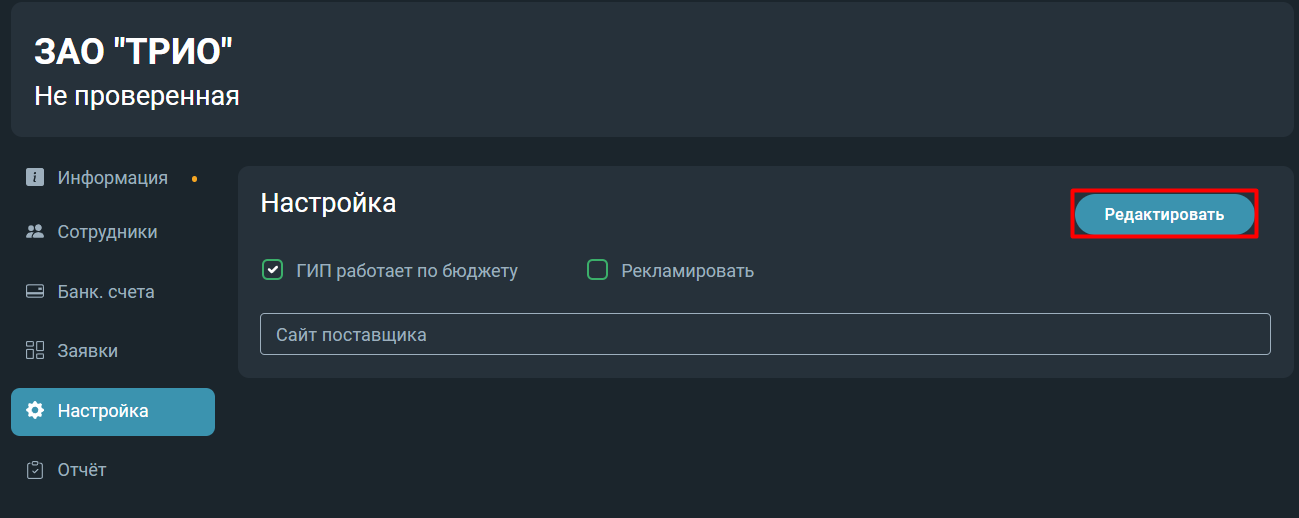 ЗАО "ТРИО"
Не проверенная
Информация
Сотрудники
Банк. счета
Заявки
Настройка
Отчёт
Настройка
Редактировать
ГИП работает по бюджету
Рекламировать
Сайт поставщика